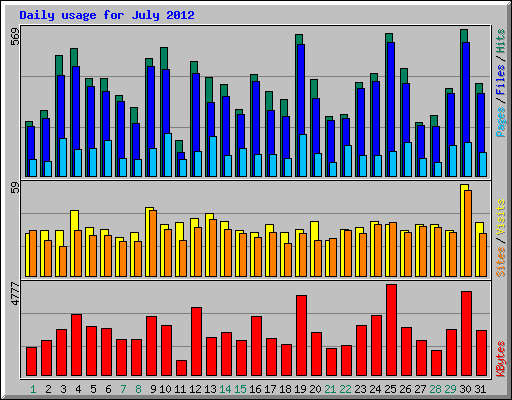 Daily usage for July 2012
569
Pages / Files / Hits
59
Sites / Visits
4777
KBytes
1 2 3 4 5 6 7 8 9 10 11 12 13 14 15 16 17 18 19 20 21 22 23 24 25 26 27 28 29 30 31